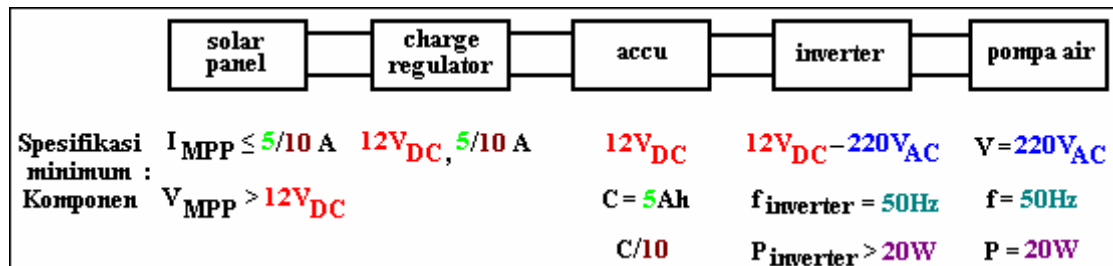 solar panel
charge regulator
accu
inverter
pompa air
Spesifikasi minimum : Komponen
I MPP ≤ 5/10 A
V MPP > 12V DC
12V DC, 5/10 A
12V DC
C = 5Ah
C/10
12V DC – 220V AC
f inverter = 50Hz
P inverter > 20W
V = 220V AC
f = 50Hz
P = 20W